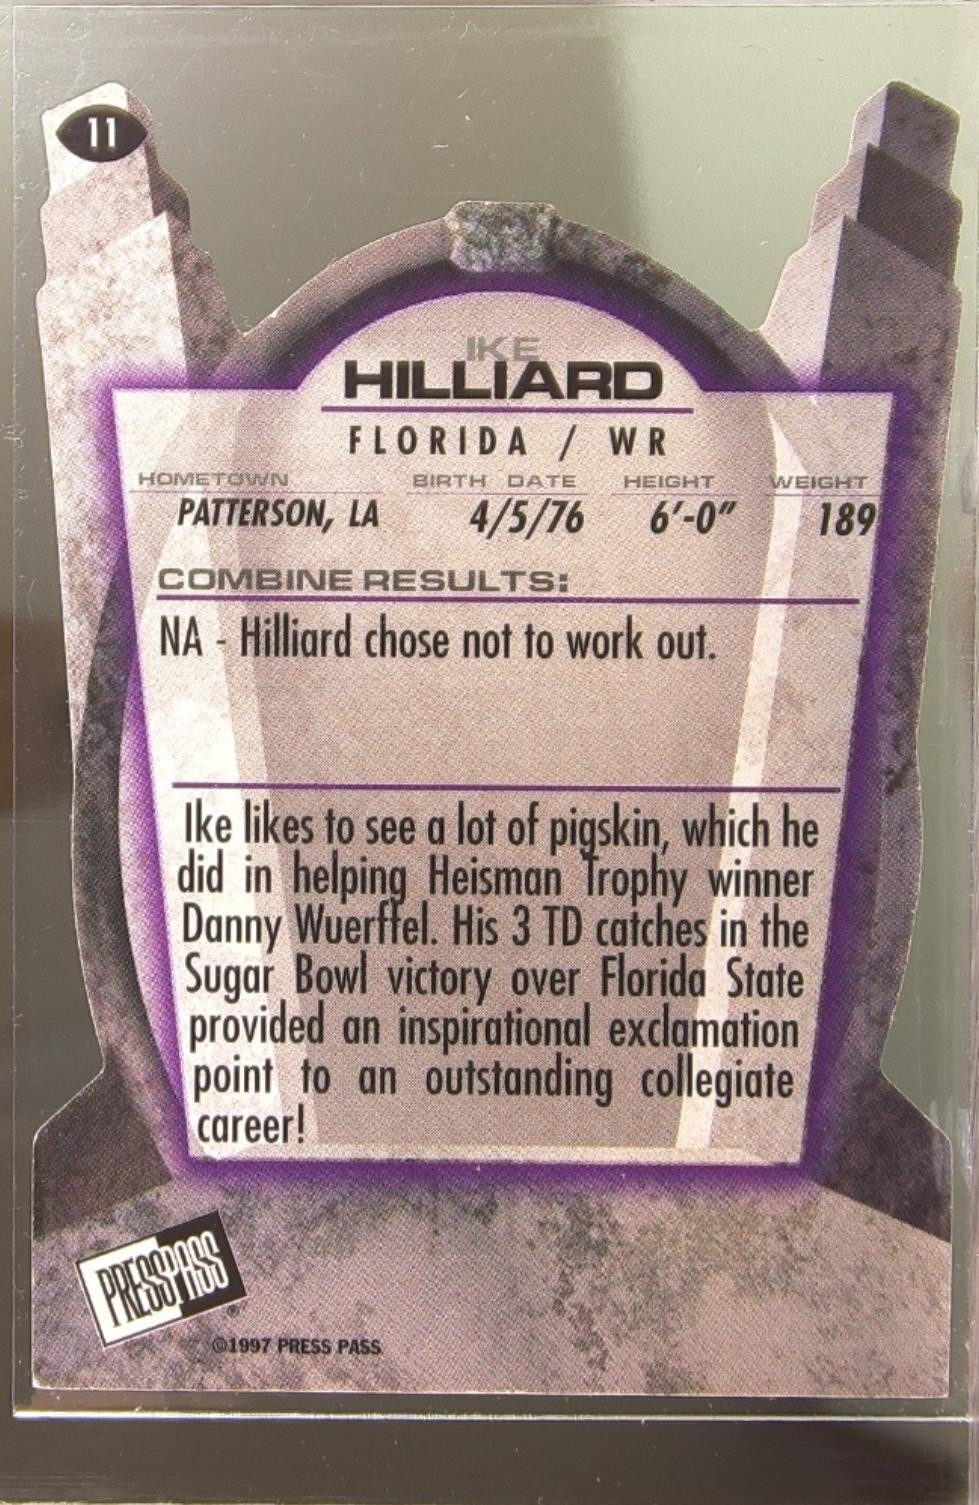 11
IKE
HILLIARD
FLORIDA / WR
HOMETOWN BIRTH DATE HEIGHT WEIGHT
PATTERSON, LA 4/5/76 6'-0" 189
COMBINE RESULTS:
NA - Hilliard chose not to work out.
Ike likes to see a lot of pigskin, which he
did in helping Heisman Trophy winner
Danny Wuerffel. His 3 TD catches in the
Sugar Bowl victory over Florida State
provided an inspirational exclamation
point to an outstanding collegiate
career!
PRESS PASS
®
©1997 PRESS PASS